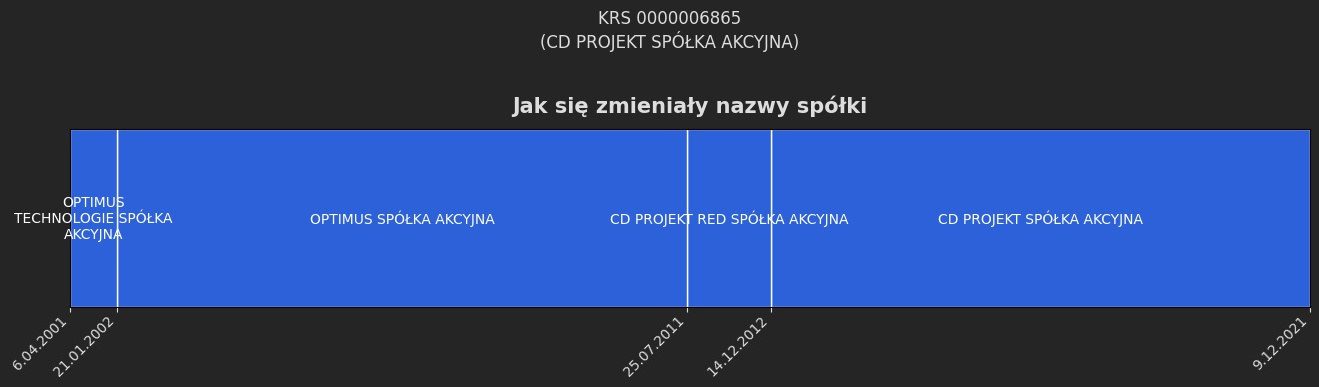 KRS 0000006865
(CD PROJEKT SPÓŁKA AKCYJNA)
Jak się zmieniały nazwy spółki
OPTIMUS
TECHNOLOGIE SPÓŁKA
AKCYJNA
OPTIMUS SPÓŁKA AKCYJNA
CD PROJEKT RED SPÓŁKA AKCYJNA
CD PROJEKT SPÓŁKA AKCYJNA
6.04.2001
21.01.2002
25.07.2011
14.12.2012
9.12.2021